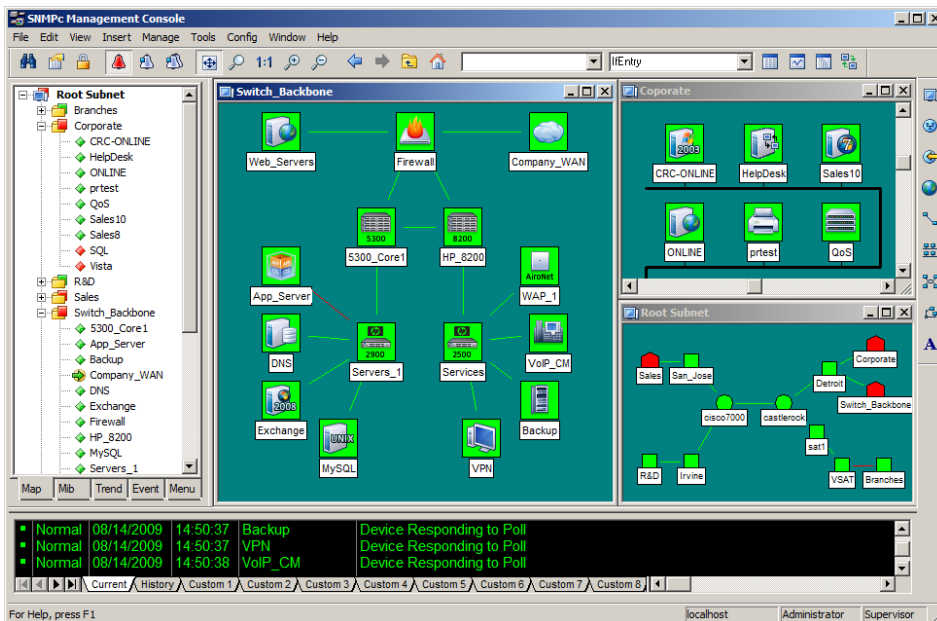 SNMPc Management Console
File Edit View Insert Manage Tools Config Window Help
1:1
IfEntry
Root Subnet
Branches
Corporate
CRC-ONLINE
HelpDesk
ONLINE
prtest
QoS
Sales10
Sales8
SQL
Vista
R&D
Sales
Switch_Backbone
5300_Core1
App_Server
Backup
Company_WAN
DNS
Exchange
Firewall
HP_8200
MySQL
Servers_1
Map Mib Trend Event Menu
Switch_Backbone
Web_Servers Firewall Company_WAN
5300 8200
5300_Core1 HP_8200
AiroNet
App_Server WAP_1
2900 2500
DNS Servers_1 Services VoIP_CM
2008
Exchange Backup
UNIX
MySQL VPN
Coporate
2003
CRC-ONLINE HelpDesk Sales10
ONLINE prtest QoS
Root Subnet
Corporate
Sales San_Jose Detroit
Switch_Backbone
cisco7000 castlerock
sat1
R&D Irvine VSAT Branches
A
Normal 08/14/2009 14:50:37 Backup Device Responding to Poll
Normal 08/14/2009 14:50:37 VPN Device Responding to Poll
Normal 08/14/2009 14:50:38 VoIP_CM Device Responding to Poll
Current History Custom 1 Custom 2 Custom 3 Custom 4 Custom 5 Custom 6 Custom 7 Custom 8
For Help, press F1 localhost Administrator Supervisor